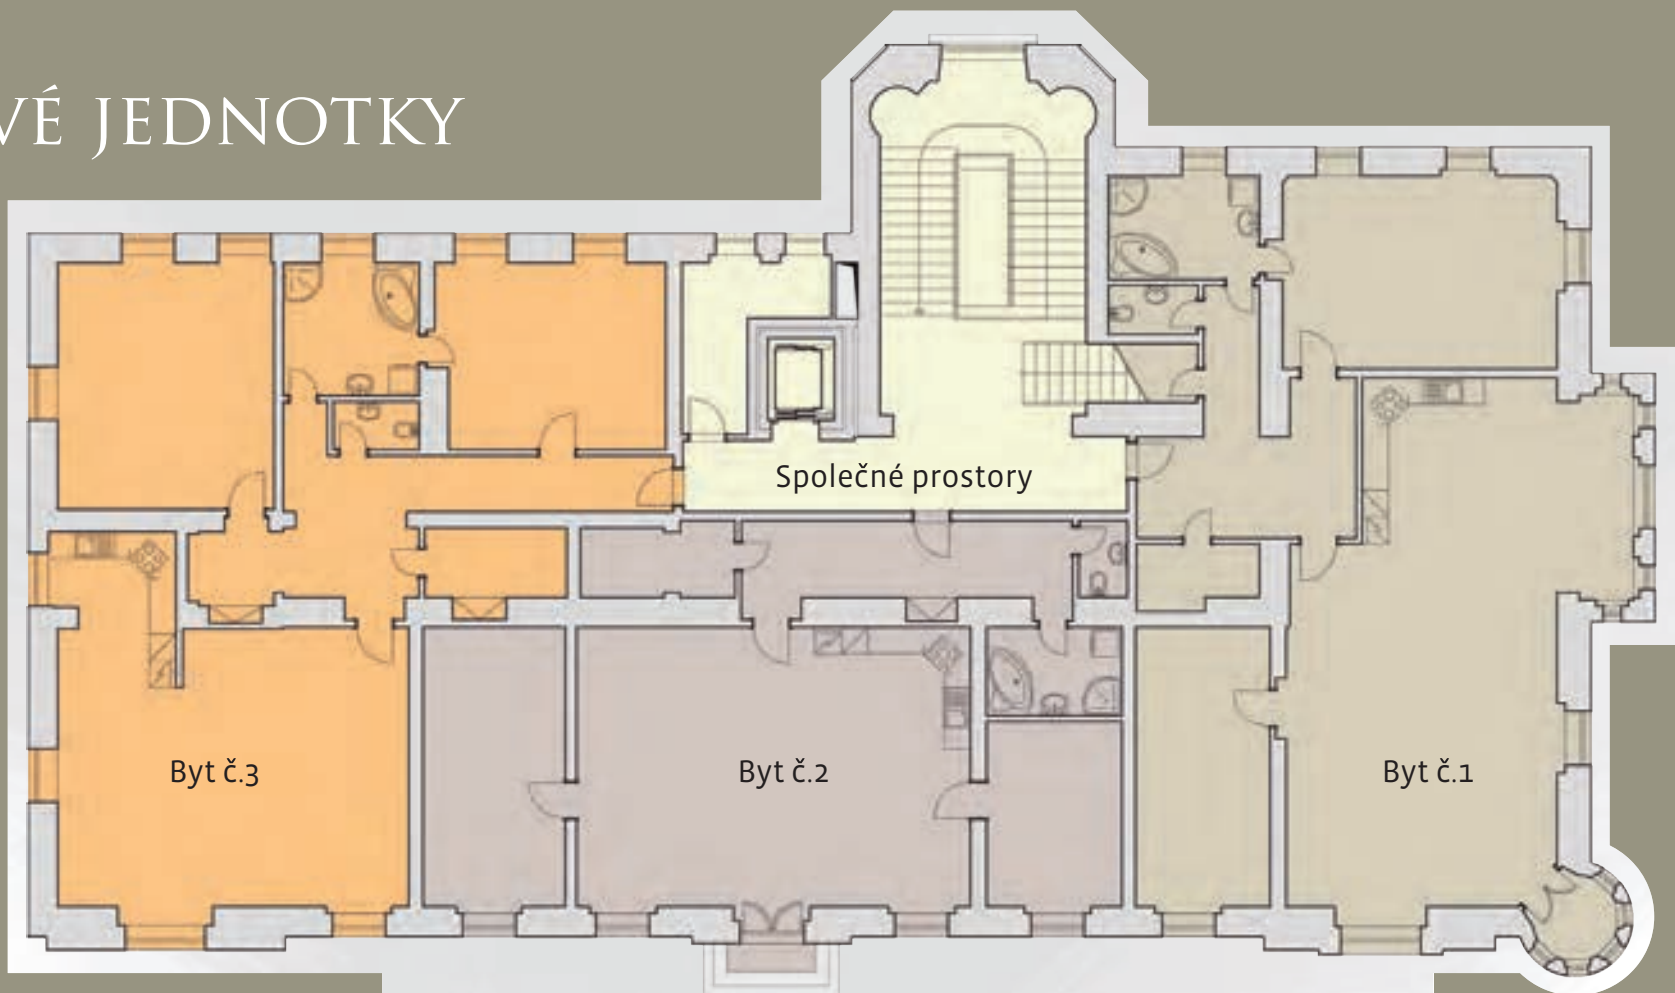 VÉ JEDNOTKY
Společné prostory
Byt č.3
Byt č.2
Byt č.1